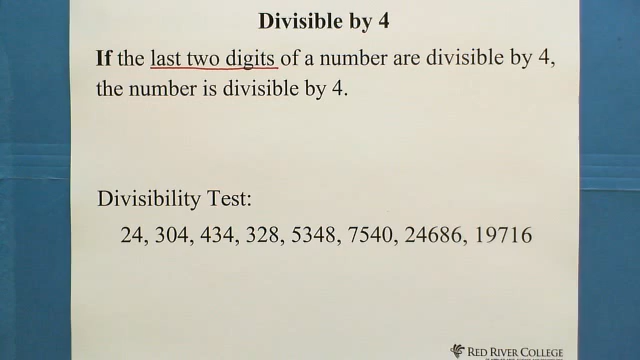 Divisible by 4
If the last two digits of a number are divisible by 4,
the number is divisible by 4.
Divisibility Test:
24, 304, 434, 328, 5348, 7540, 24686, 19716
RED RIVER COLLEGE